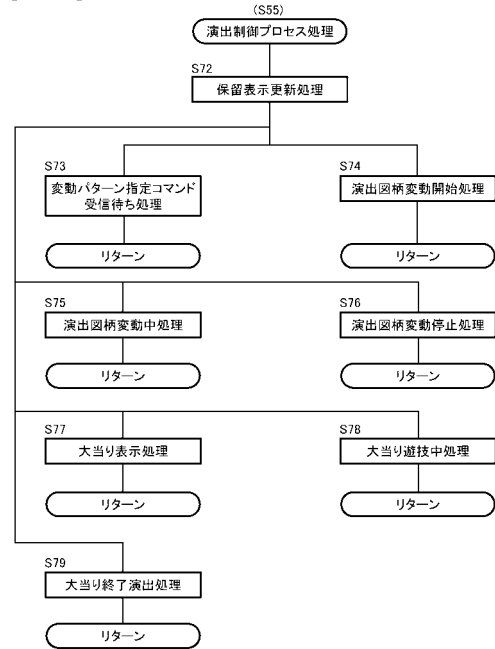 (S55)
演出制御プロセス処理
S72
保留表示更新処理
S73
変動パターン指定コマンド
受信待ち処理
リターン
S74
演出図柄変動開始処理
リターン
S75
演出図柄変動中処理
リターン
S76
演出図柄変動停止処理
リターン
S77
大当り表示処理
リターン
S78
大当り遊技中処理
リターン
S79
大当り終了演出処理
リターン